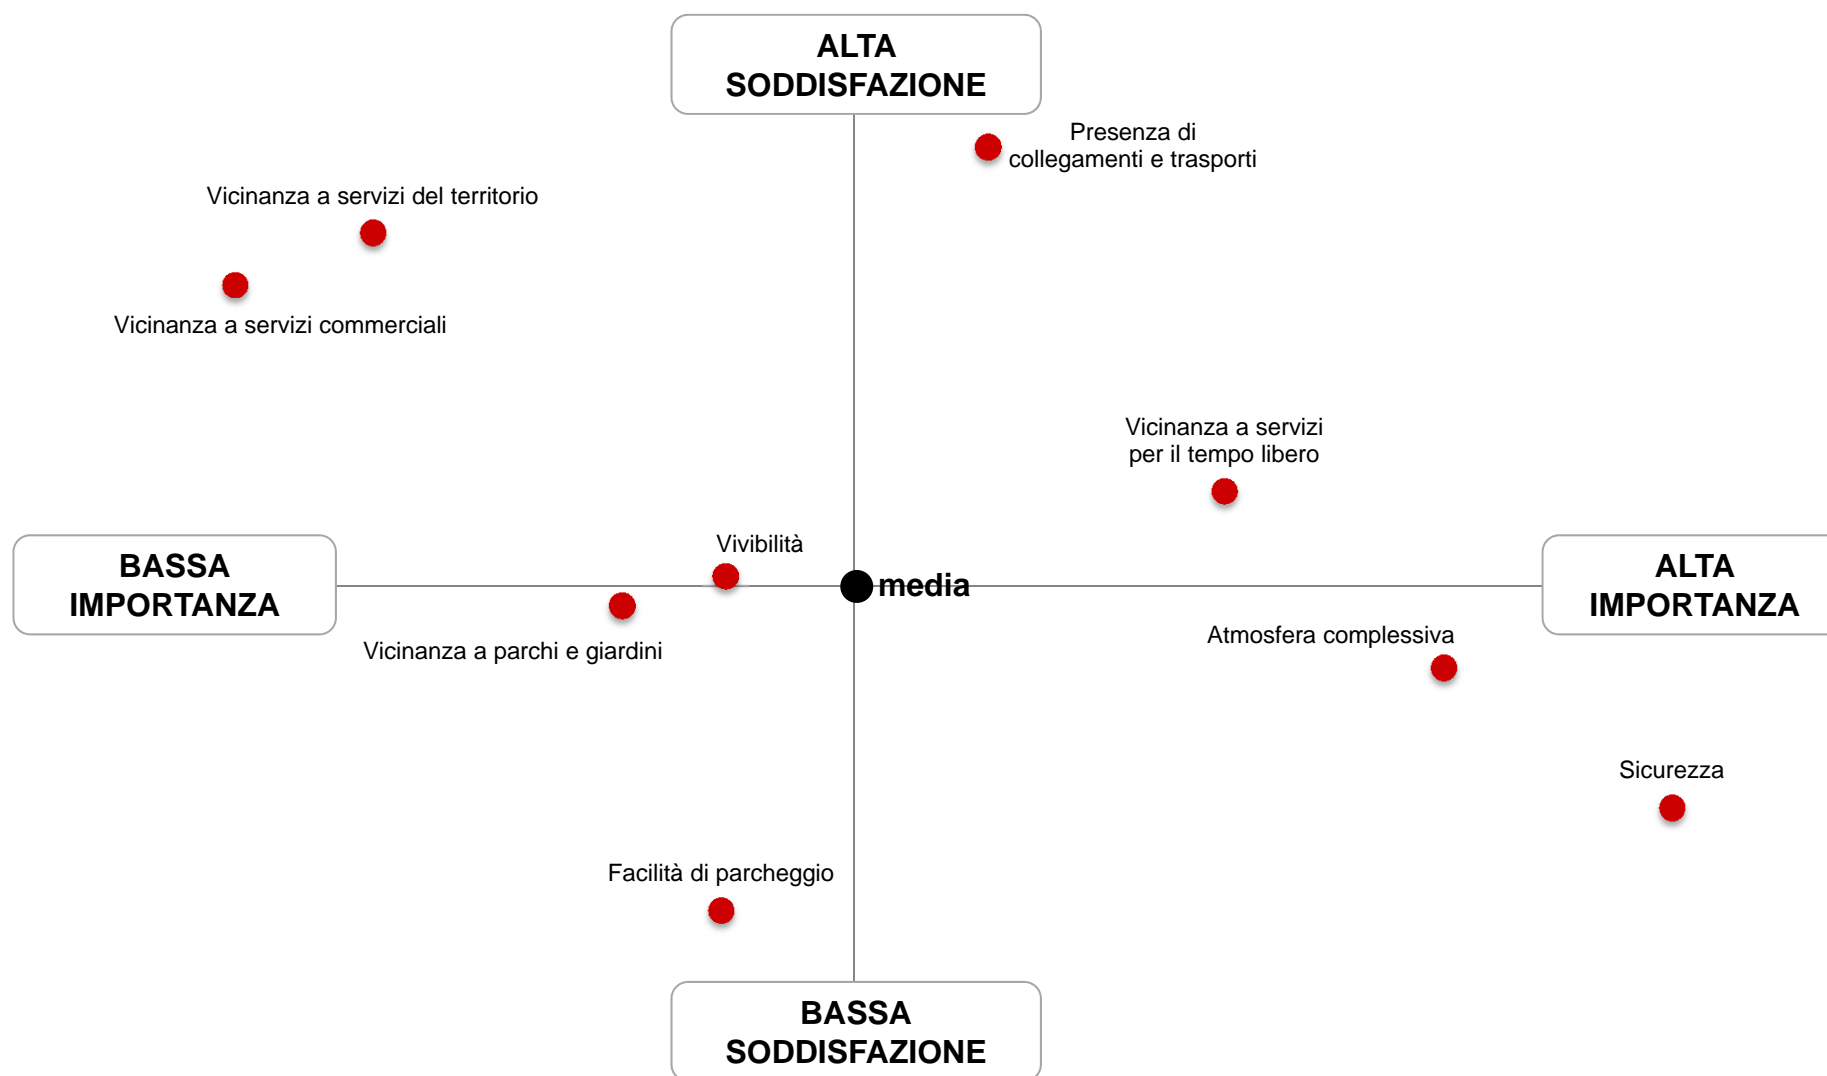 ALTA
SODDISFAZIONE
Presenza di
collegamenti e trasporti
Vicinanza a servizi del territorio
Vicinanza a servizi commerciali
Vicinanza a servizi
per il tempo libero
Vivibilità
BASSA
IMPORTANZA
media
ALTA
IMPORTANZA
Atmosfera complessiva
Vicinanza a parchi e giardini
Sicurezza
Facilità di parcheggio
BASSA
SODDISFAZIONE